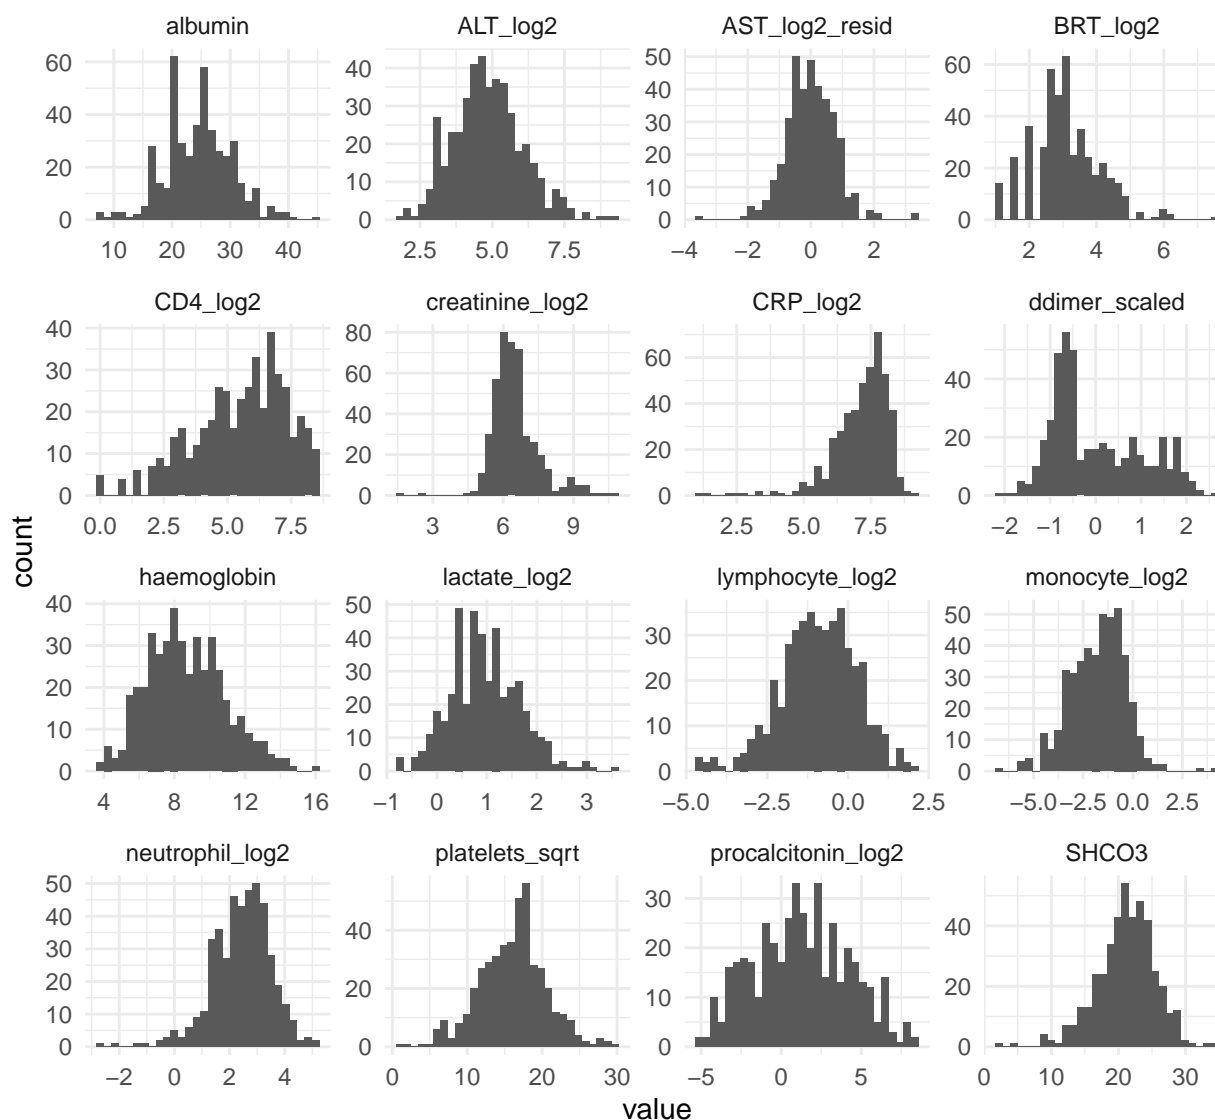 albumin ALT_log2 AST_log2_resid BRT_log2
60 40 20 0
40 30 20 10 0
50 40 30 20 10 0
60 40 20 0
10 20 30 40 2.5 5.0 7.5 −4 −2 0 2 2 4 6
CD4_log2 creatinine_log2 CRP_log2 ddimer_scaled
40 30 20 10 0
80 60 40 20 0
60 40 20 0
40 20 0
0.0 2.5 5.0 7.5 3 6 9 2.5 5.0 7.5 −2 −1 0 1 2
haemoglobin lactate_log2 lymphocyte_log2 monocyte_log2
40 30 20 10 0
50 40 30 20 10 0
30 20 10 0
50 40 30 20 10 0
4 8 12 16 −1 0 1 2 3 −5.0 −2.5 0.0 2.5 −5.0 −2.5 0.0 2.5
neutrophil_log2 platelets_sqrt procalcitonin_log2 SHCO3
50 40 30 20 10 0
40 20 0
30 20 10 0
40 20 0
−2 0 2 4 0 10 20 30 −5 0 5 0 10 20 30
count
value